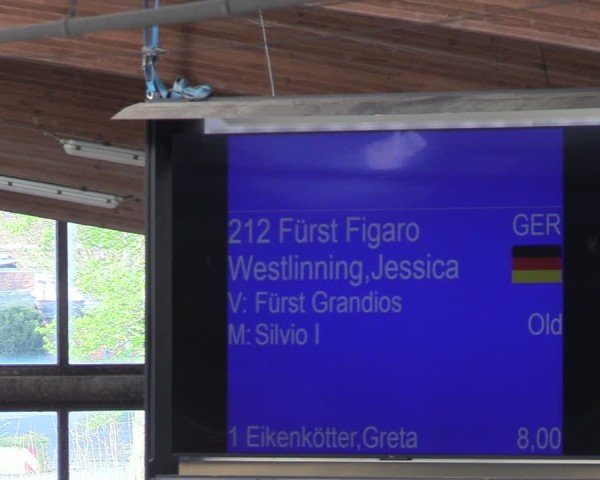 212 Fürst Figaro GER
Westlinning,Jessica
V: Fürst Grandios
M: Silvio I Old
1 Eikenkötter,Greta 8,00